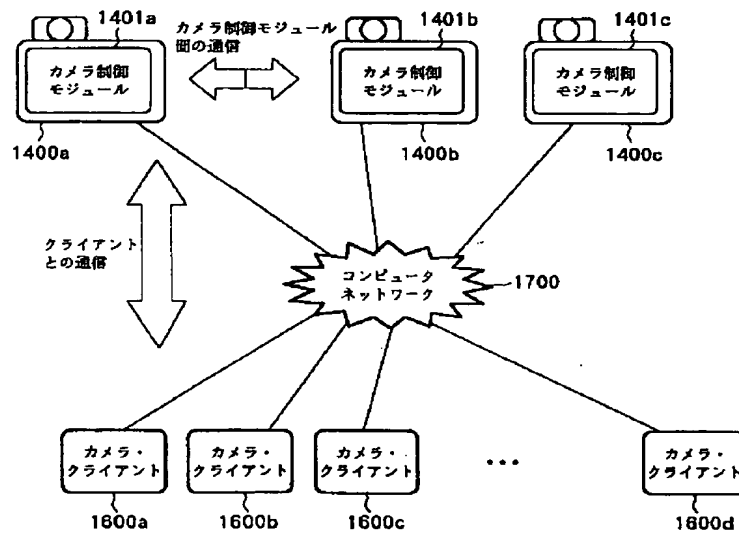 1401a
カメラ制御モジュール
間の通信
1401b
1401c
カメラ制御
モジュール
カメラ制御
モジュール
カメラ制御
モジュール
1400a
1400b
1400c
クライアント
との通信
コンピュータ
ネットワーク
1700
カメラ・
クライアント
カメラ・
クライアント
カメラ・
クライアント
...
カメラ・
クライアント
1600a
1600b
1600c
1600d